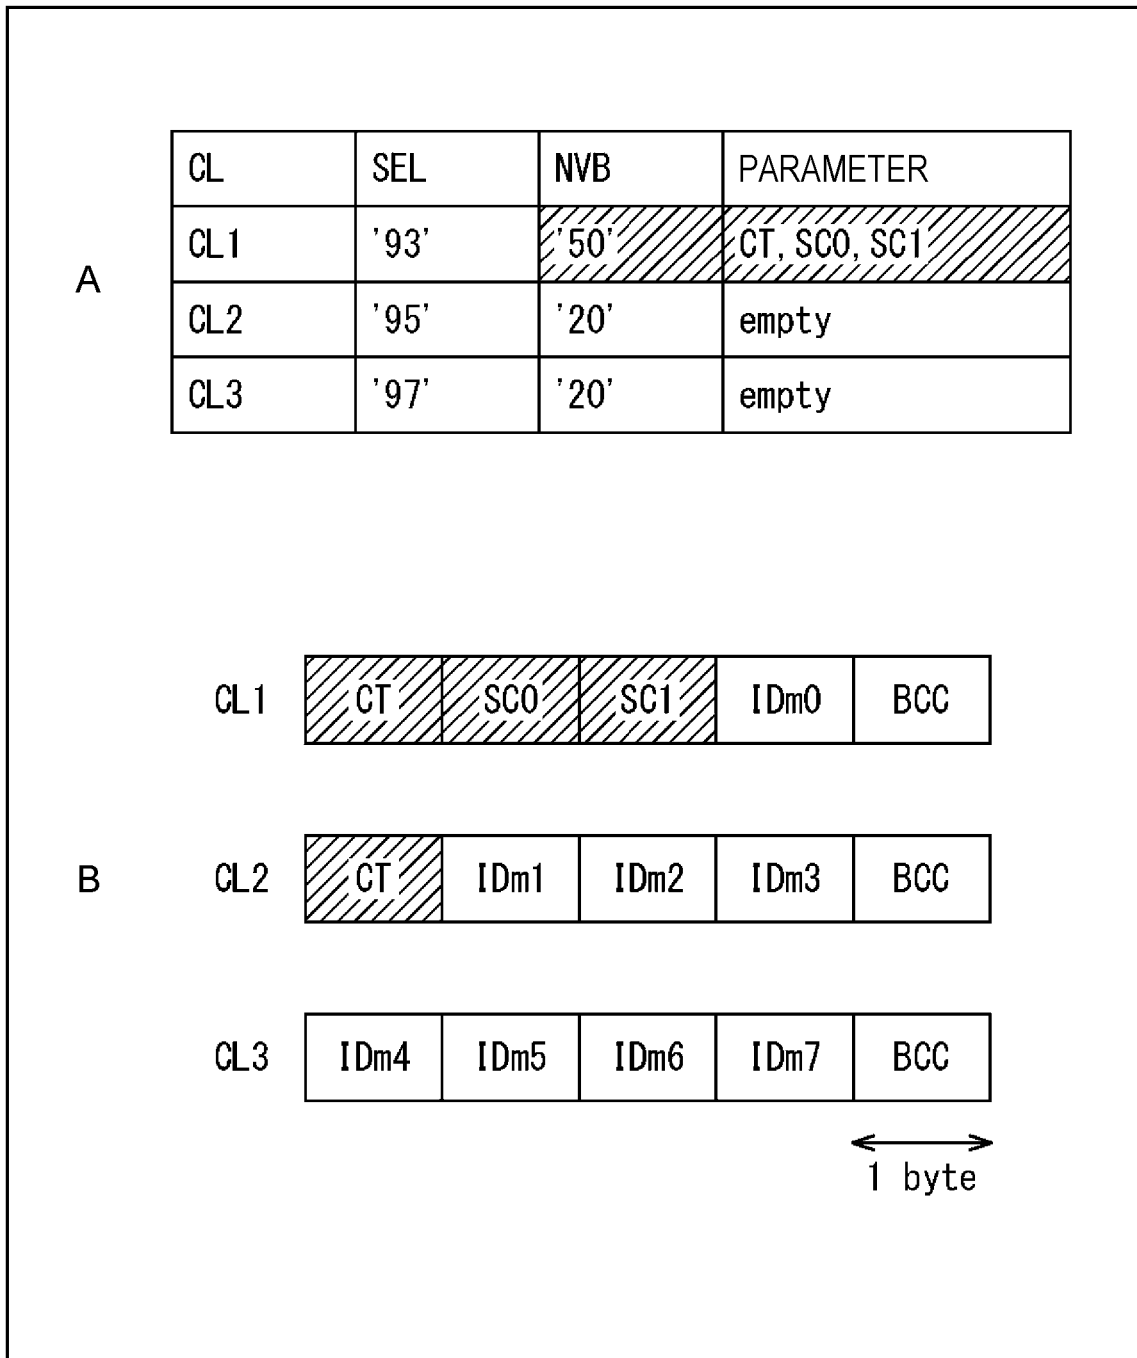 CL SEL NVB PARAMETER
CL1 '93' '50' CT, SC0, SC1
A
CL2 '95' '20' empty
CL3 '97' '20' empty
CL1 CT SC0 SC1 IDm0 BCC
B CL2 CT IDm1 IDm2 IDm3 BCC
CL3 IDm4 IDm5 IDm6 IDm7 BCC
1 byte